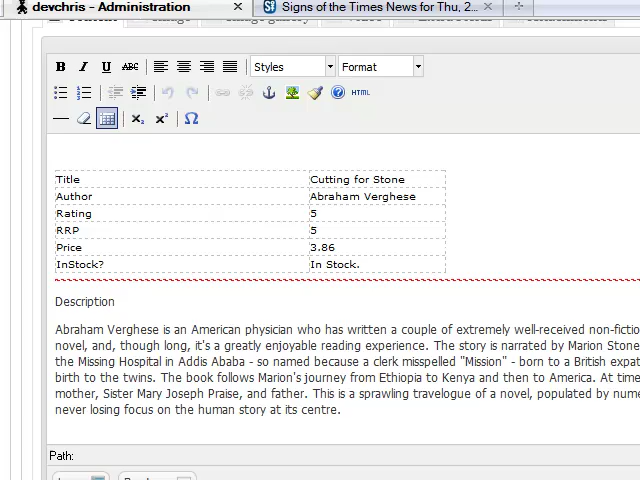 devchris - Administration × Signs of the Times News for Thu, 2... ×
B I U ABC Styles Format
HTML
x₂ x² Ω
Title Cutting for Stone
Author Abraham Verghese
Rating 5
RRP 5
Price 3.86
InStock? In Stock.
Description
Abraham Verghese is an American physician who has written a couple of extremely well-received non-fictio
novel, and, though long, it's a greatly enjoyable reading experience. The story is narrated by Marion Stone
the Missing Hospital in Addis Ababa - so named because a clerk misspelled "Mission" - born to a British expat
birth to the twins. The book follows Marion's journey from Ethiopia to Kenya and then to America. At time
mother, Sister Mary Joseph Praise, and father. This is a sprawling travelogue of a novel, populated by nume
never losing focus on the human story at its centre.
Path: